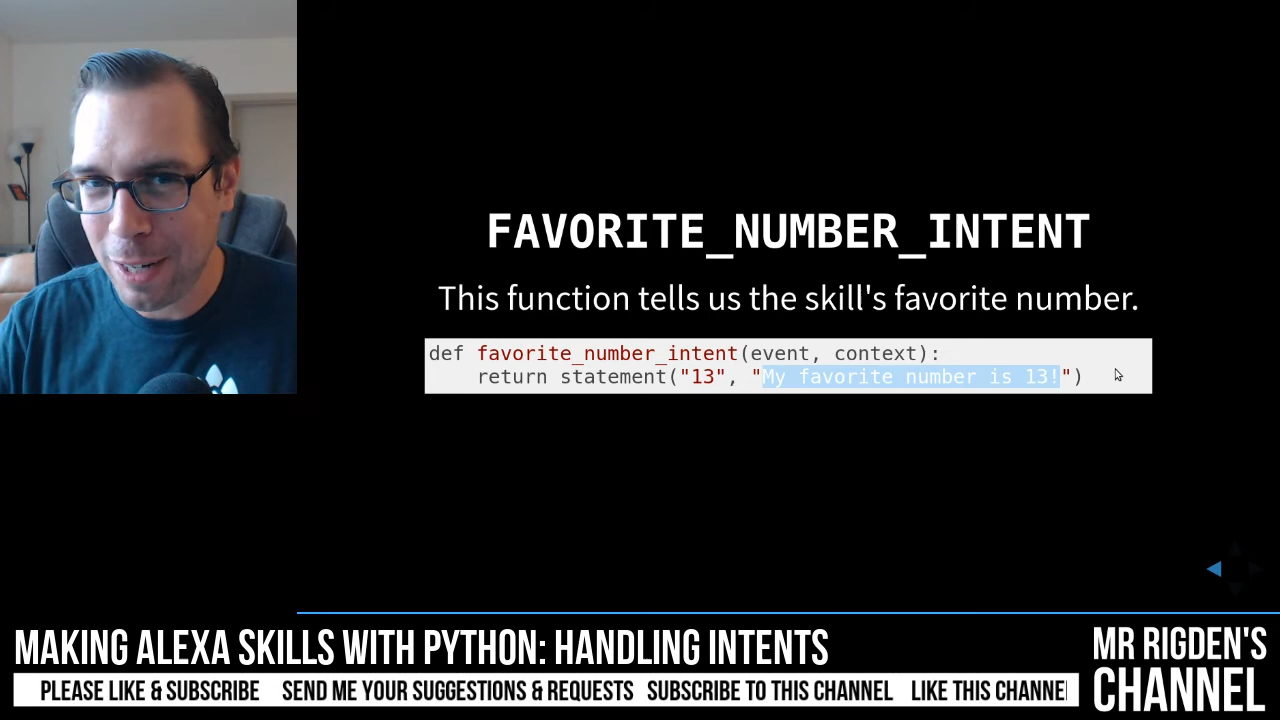 FAVORITE_NUMBER_INTENT
This function tells us the skill's favorite number.
def favorite_number_intent(event, context):
    return statement("13", "My favorite number is 13!")
MAKING ALEXA SKILLS WITH PYTHON: HANDLING INTENTS
PLEASE LIKE & SUBSCRIBE SEND ME YOUR SUGGESTIONS & REQUESTS SUBSCRIBE TO THIS CHANNEL LIKE THIS CHANNE
MR RIGDEN'S
CHANNEL